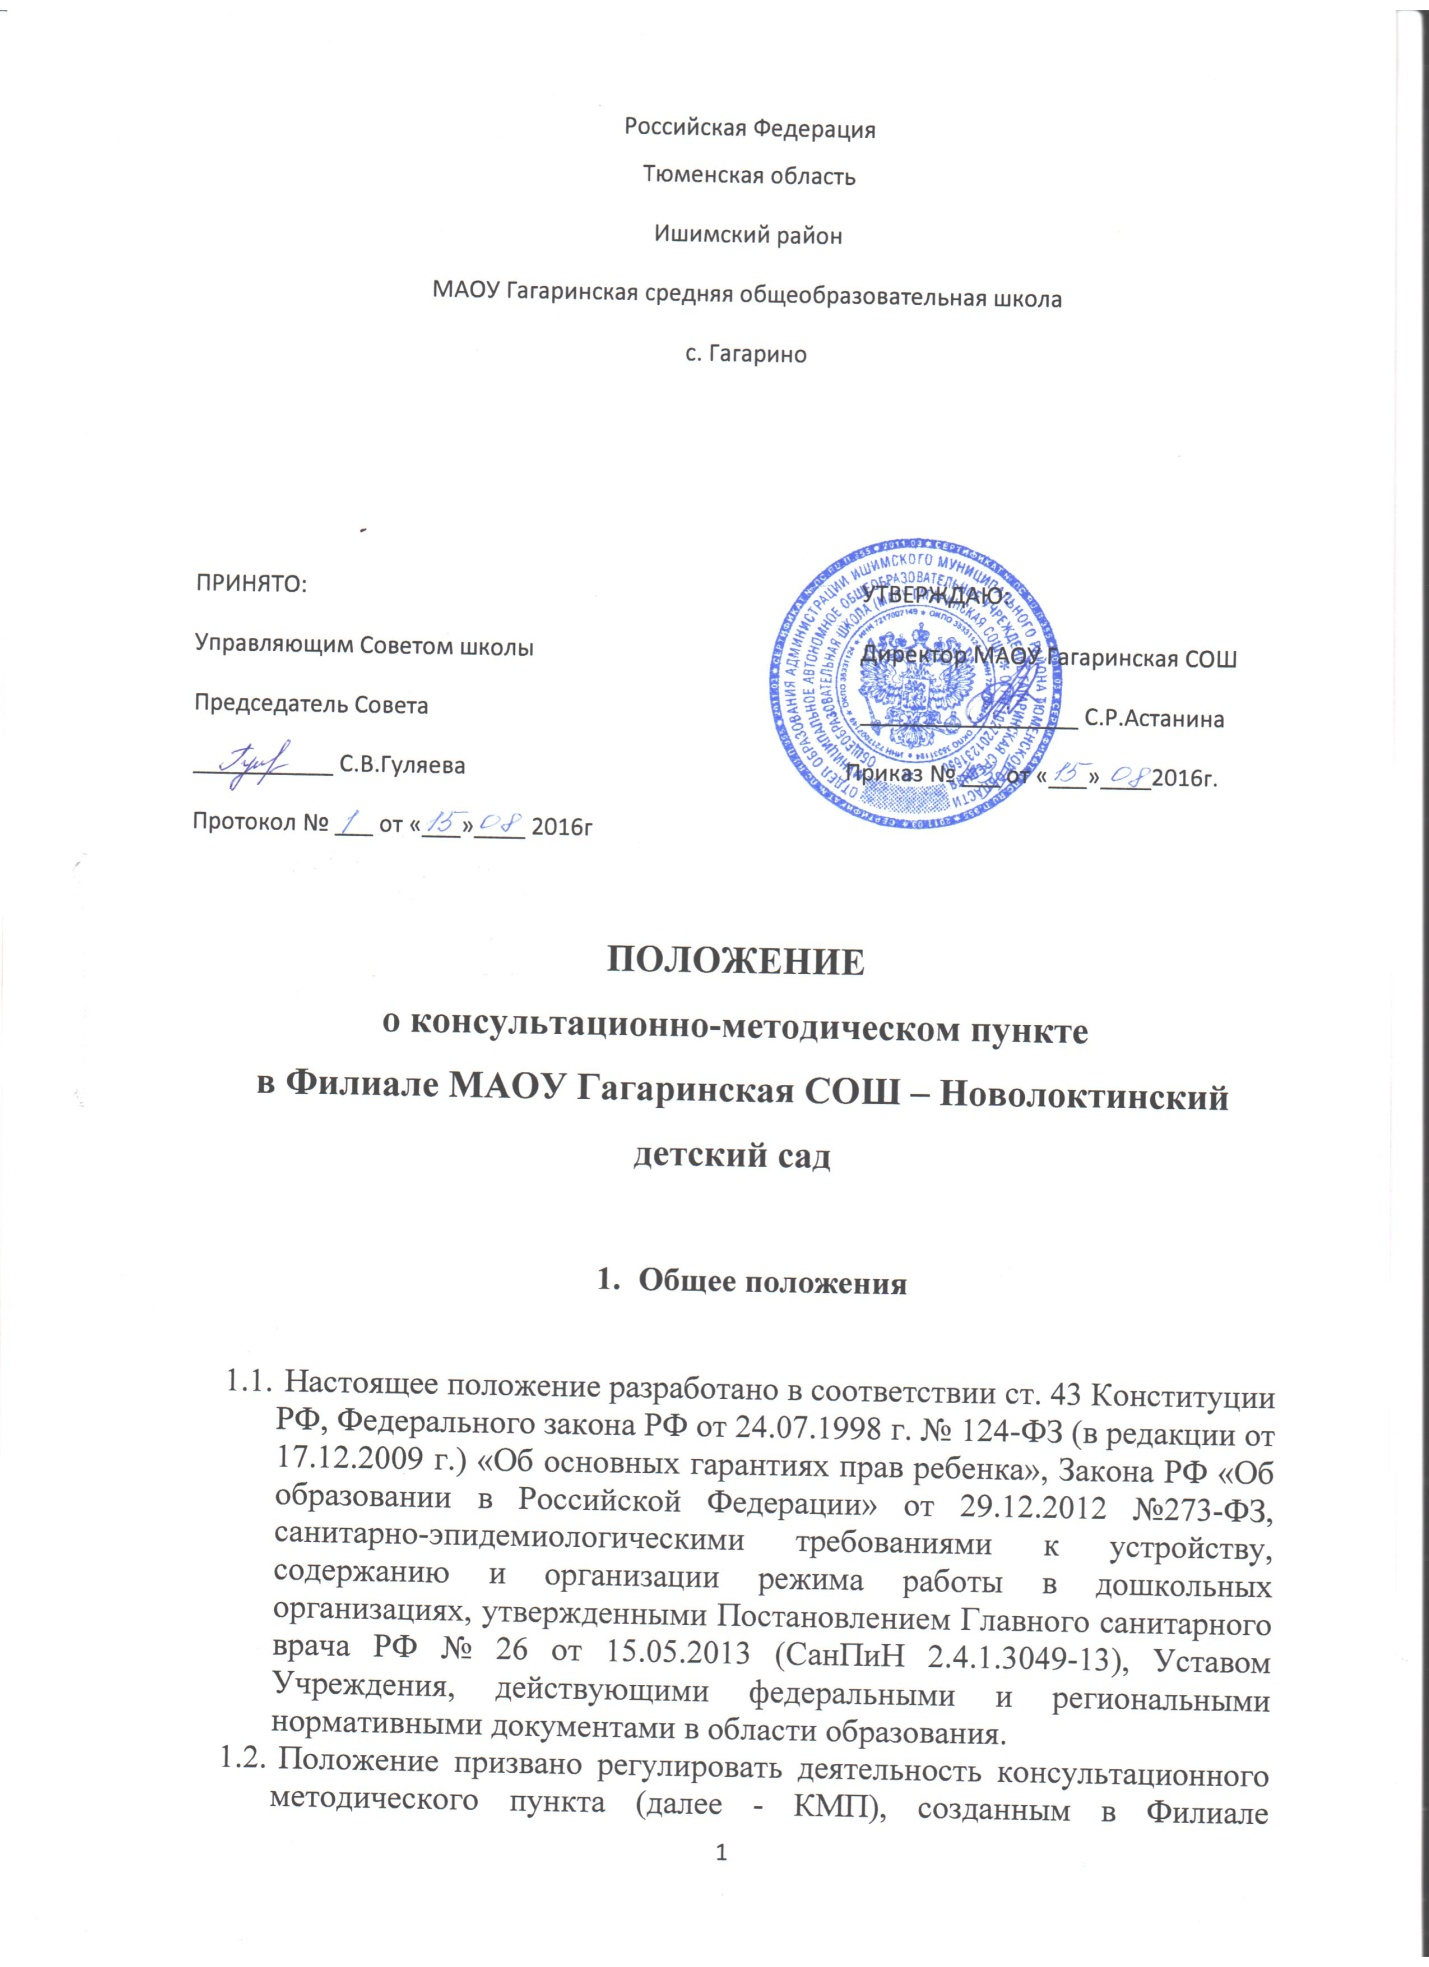 Российская Федерация
Тюменская область
Ишимский район
МАОУ Гагаринская средняя общеобразовательная школа
с. Гагарино
ПРИНЯТО:
Управляющим Советом школы
Председатель Совета
____________ С.В.Гуляева
Протокол № 1 от «15» 08 2016г
УТВЕРЖДАЮ:
Директор МАОУ Гагаринская СОШ
____________ С.Р.Астанина
Приказ № от «15» 08 2016г.
ПОЛОЖЕНИЕ
о консультационно-методическом пункте
в Филиале МАОУ Гагаринская СОШ – Новолоктинский
детский сад
1. Общее положения
1.1. Настоящее положение разработано в соответствии ст. 43 Конституции
РФ, Федерального закона РФ от 24.07.1998 г. № 124-ФЗ (в редакции от
17.12.2009 г.) «Об основных гарантиях прав ребенка», Закона РФ «Об
образовании в Российской Федерации» от 29.12.2012 №273-ФЗ,
санитарно-эпидемиологическими требованиями к устройству,
содержанию и организации режима работы в дошкольных
организациях, утвержденными Постановлением Главного санитарного
врача РФ № 26 от 15.05.2013 (СанПиН 2.4.1.3049-13), Уставом
Учреждения, действующими федеральными и региональными
нормативными документами в области образования.
1.2. Положение призвано регулировать деятельность консультационного
методического пункта (далее - КМП), созданным в Филиале
1